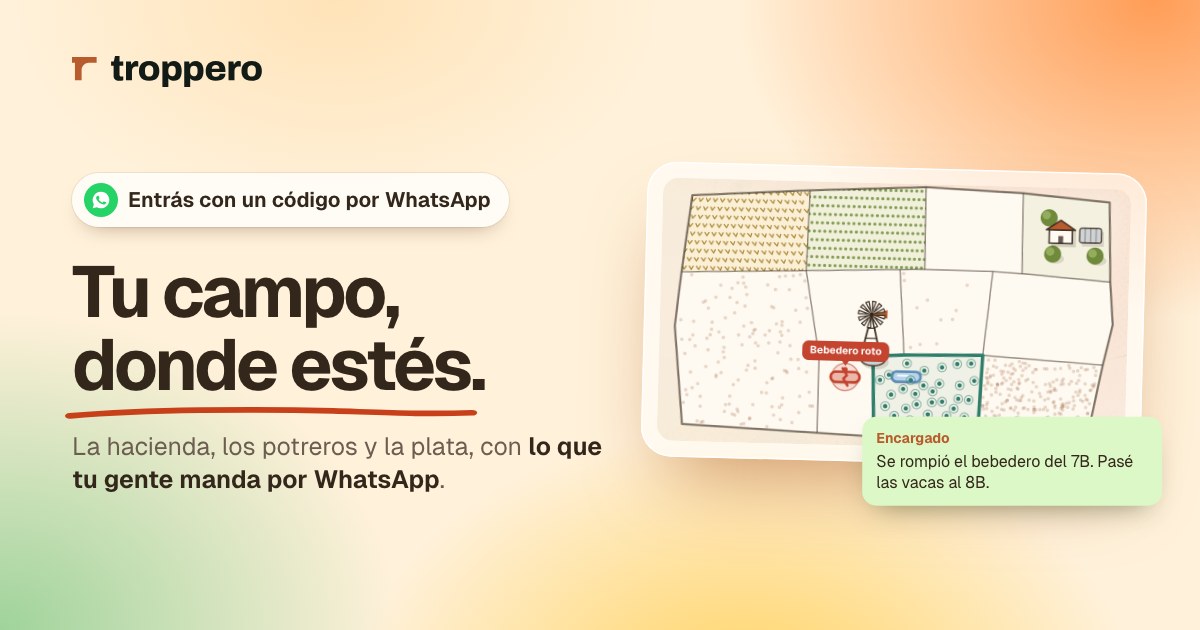 troppero
Entrás con un código por WhatsApp
Tu campo,
donde estés.
La hacienda, los potreros y la plata, con lo que
tu gente manda por WhatsApp.
Bebedero roto
Encargado
Se rompió el bebedero del 7B. Pasé
las vacas al 8B.